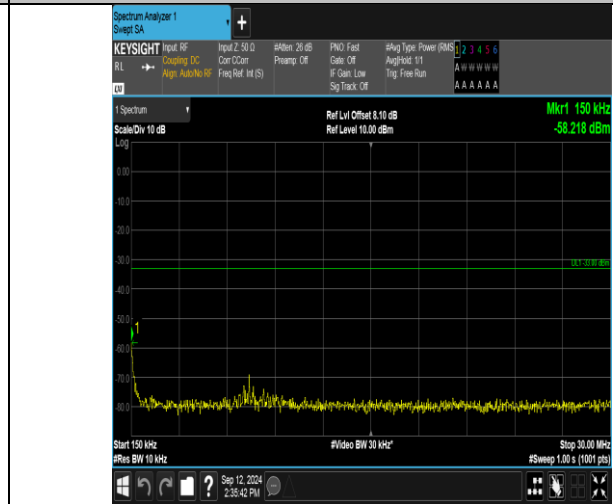 Spectrum Analyzer 1
Swept SA
+
KEYSIGHT
RL
LXI
Input: RF
Coupling: DC
Align: Auto/No RF
Input Z: 50 Ω
Corr CCorr
Freq Ref: Int (S)
#Atten: 26 dB
Preamp: Off
PNO: Fast
Gate: Off
IF Gain: Low
Sig Track: Off
#Avg Type: Power (RMS
Avg|Hold: 1/1
Trig: Free Run
1 2 3 4 5 6
A W W W W W
A A A A A A
1 Spectrum
Ref Lvl Offset 8.10 dB
Mkr1 150 kHz
Scale/Div 10 dB
Ref Level 10.00 dBm
-58.218 dBm
Log
0.00
-10.0
-20.0
-30.0
DL1 -33.00 dBm
-40.0
-50.0
1
-60.0
-70.0
-80.0
Start 150 kHz
#Video BW 30 kHz*
Stop 30.00 MHz
#Res BW 10 kHz
#Sweep 1.00 s (1001 pts)
?
Sep 12, 2024
2:35:42 PM